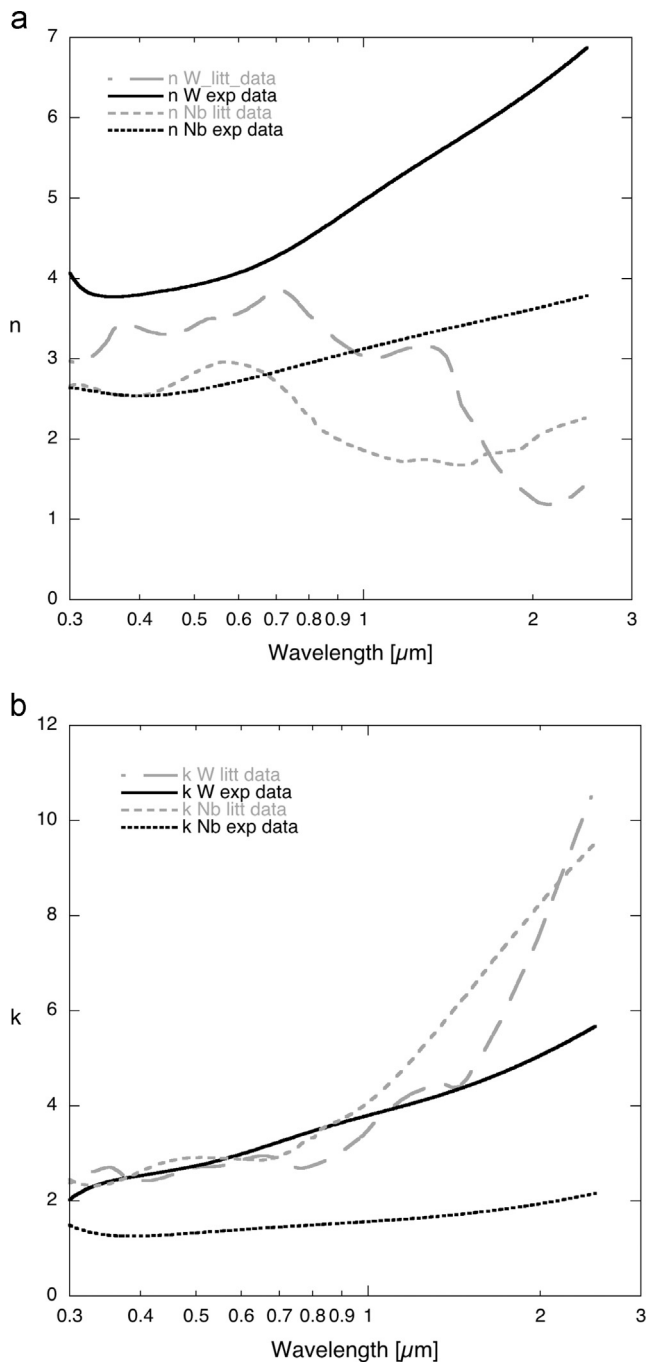 a
7
n W_litt_data
n W exp data
n Nb litt data
n Nb exp data
6
5
4
n
3
2
1
0
0.3 0.4 0.5 0.6 0.7 0.8 0.9 1 2 3
Wavelength [µm]
b
12
k W litt data
k W exp data
k Nb litt data
k Nb exp data
10
8
6
k
4
2
0
0.3 0.4 0.5 0.6 0.7 0.8 0.9 1 2 3
Wavelength [µm]